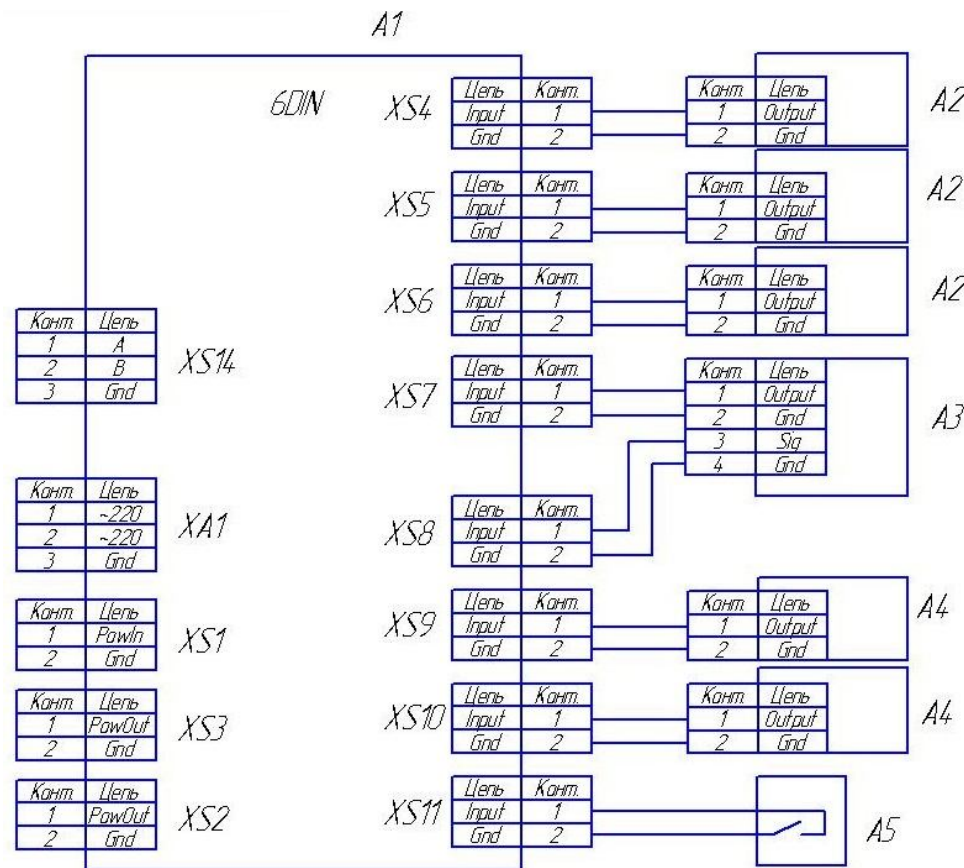 A1
6DIN
XS4
Цепь Конт.
Input 1
Gnd 2
Конт. Цепь
1 Output
2 Gnd
A2
XS5
Цепь Конт.
Input 1
Gnd 2
Конт. Цепь
1 Output
2 Gnd
A2
XS6
Цепь Конт.
Input 1
Gnd 2
Конт. Цепь
1 Output
2 Gnd
A2
Конт. Цепь
1 A
2 B
3 Gnd
XS14
XS7
Цепь Конт.
Input 1
Gnd 2
Конт. Цепь
1 Output
2 Gnd
3 Sig
4 Gnd
A3
Конт. Цепь
1 ~220
2 ~220
3 Gnd
XA1
XS8
Цепь Конт.
Input 1
Gnd 2
Конт. Цепь
1 PowIn
2 Gnd
XS1
XS9
Цепь Конт.
Input 1
Gnd 2
Конт. Цепь
1 Output
2 Gnd
A4
Конт. Цепь
1 PowOut
2 Gnd
XS3
XS10
Цепь Конт.
Input 1
Gnd 2
Конт. Цепь
1 Output
2 Gnd
A4
Конт. Цепь
1 PowOut
2 Gnd
XS2
XS11
Цепь Конт.
Input 1
Gnd 2
A5